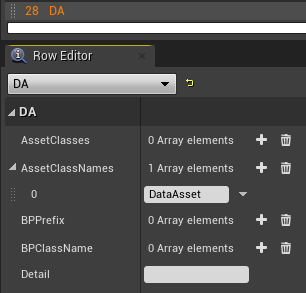 28 DA
Row Editor
DA
DA
AssetClasses 0 Array elements
AssetClassNames 1 Array elements
0 DataAsset
BPPrefix 0 Array elements
BPClassName 0 Array elements
Detail